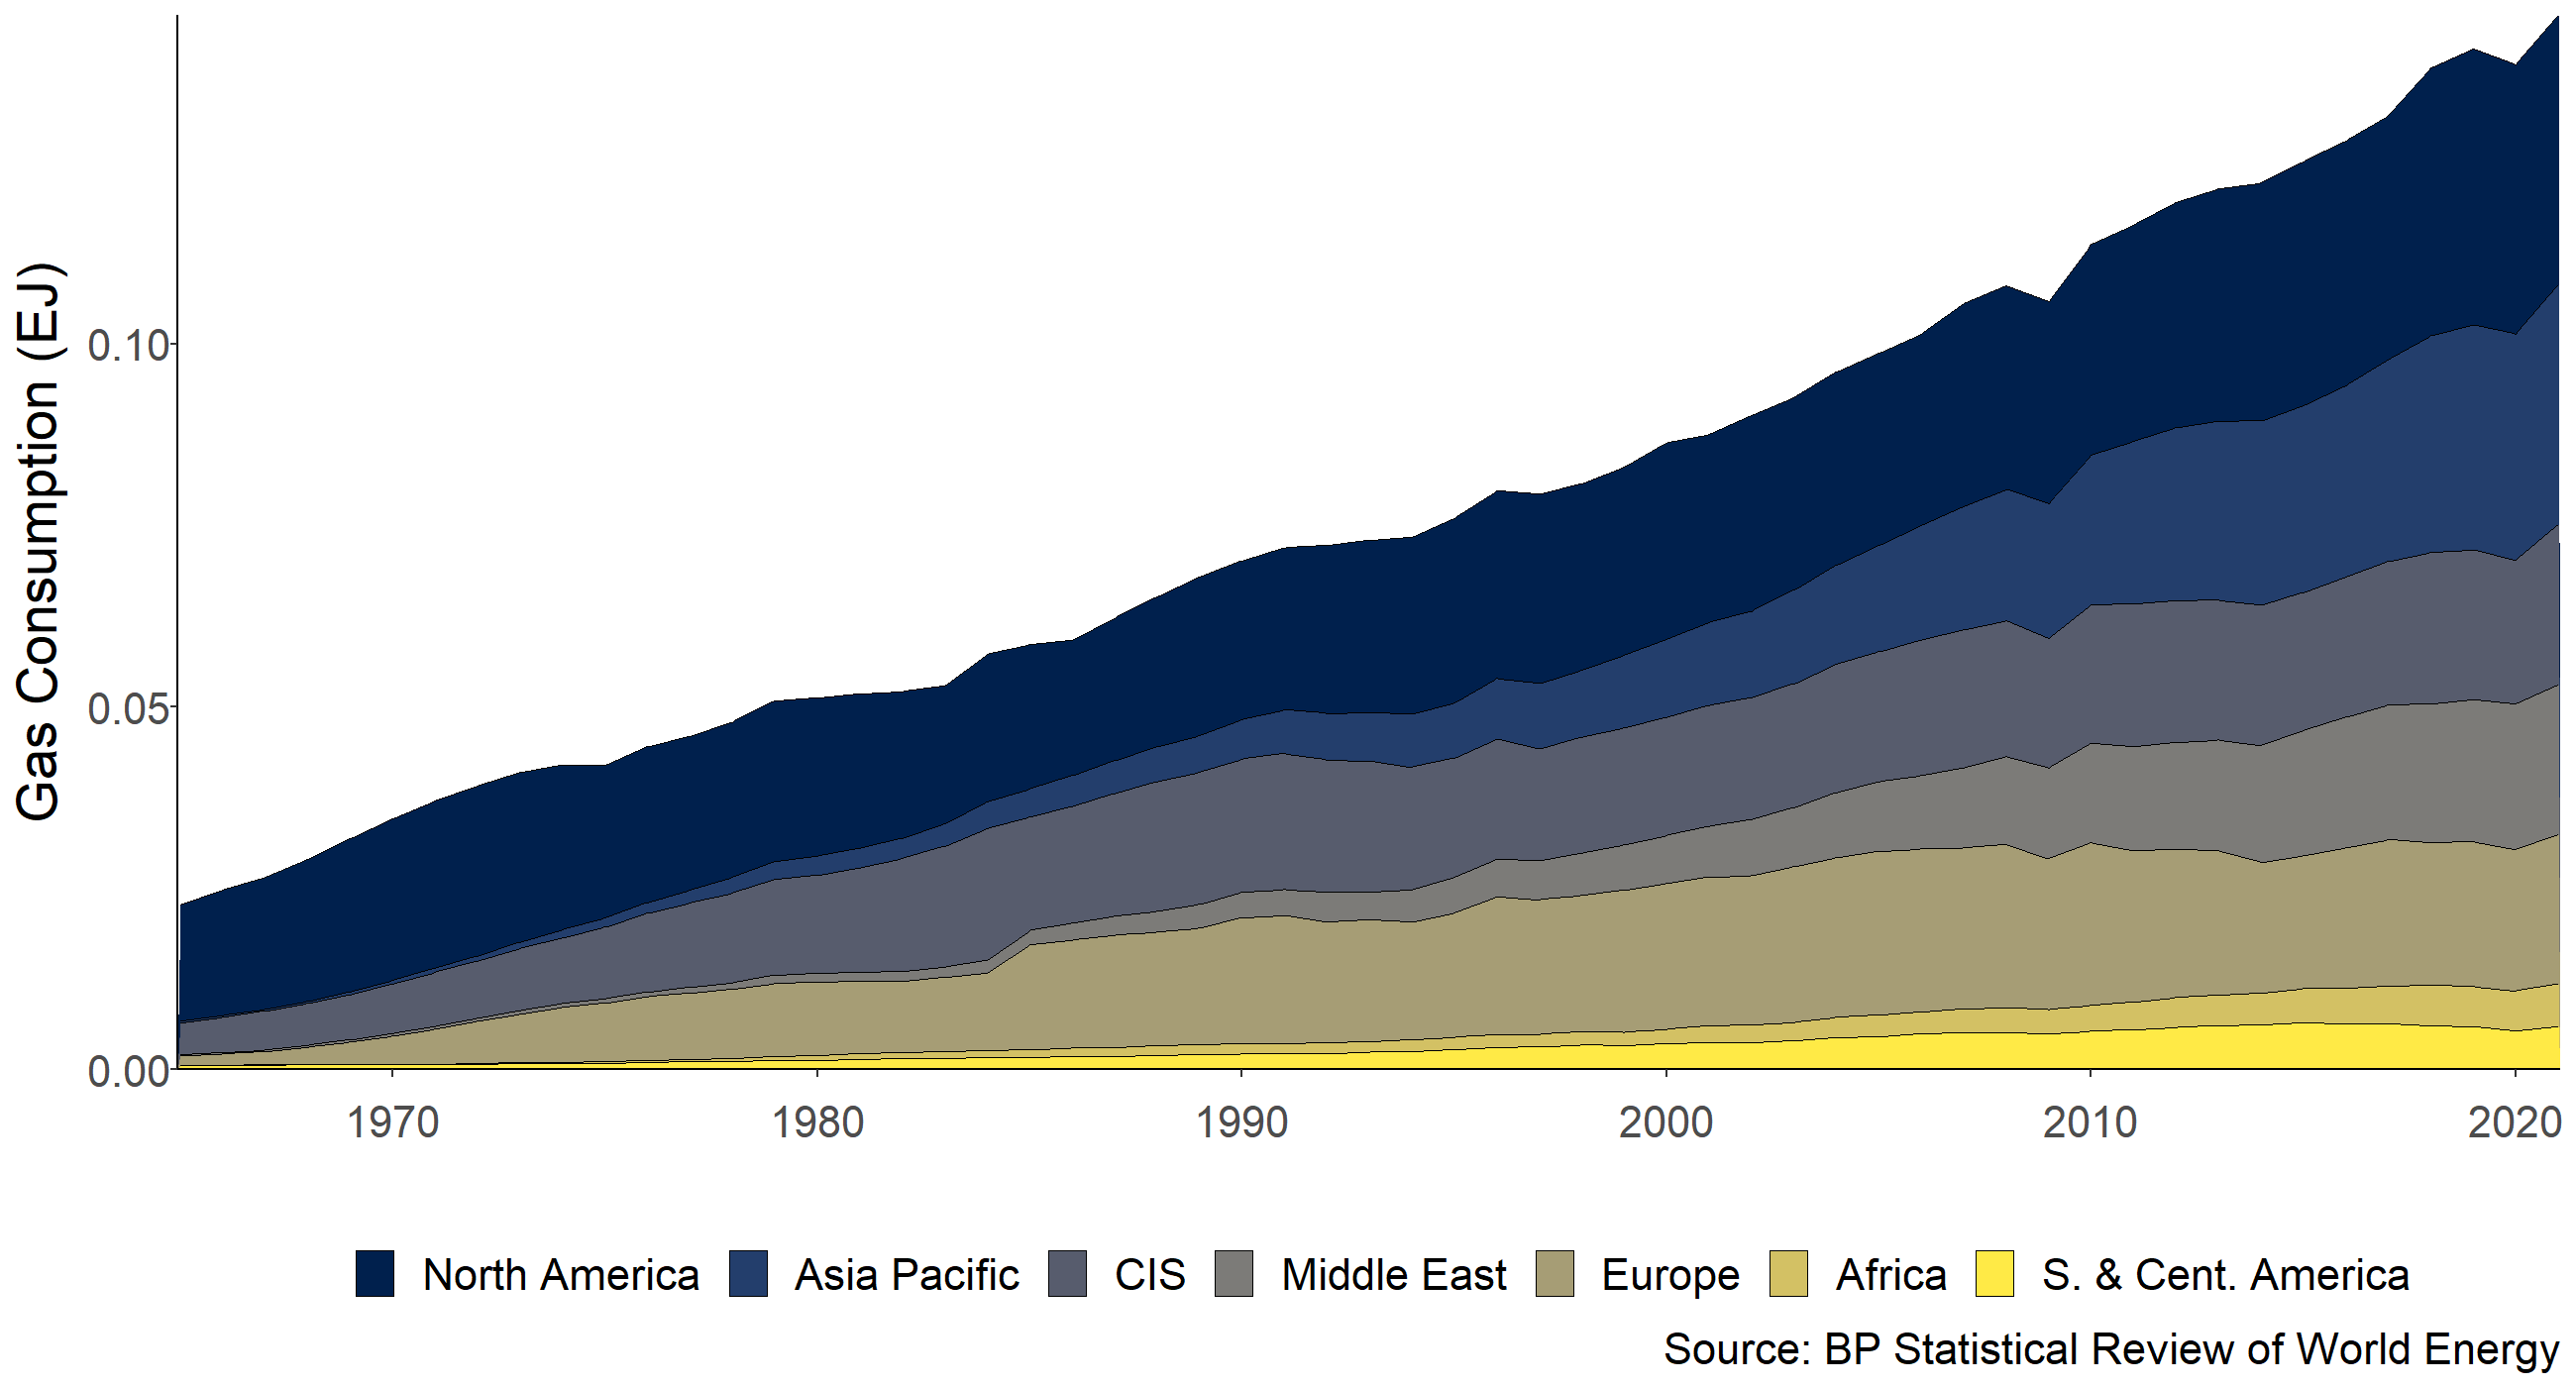 Gas Consumption (EJ)
0.10
0.05
0.00
1970 1980 1990 2000 2010 2020
North America Asia Pacific CIS Middle East Europe Africa S. & Cent. America
Source: BP Statistical Review of World Energy